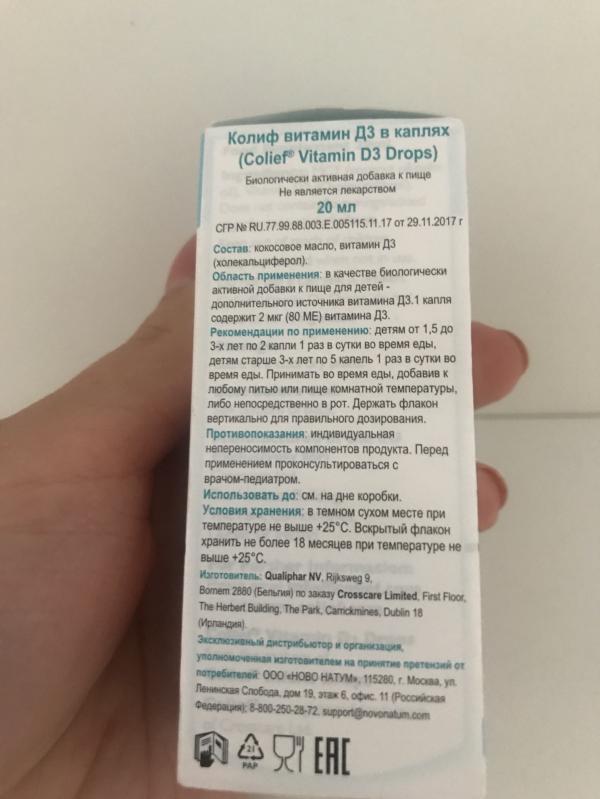 Колиф витамин Д3 в каплях
(Colief® Vitamin D3 Drops)
Биологически активная добавка к пище
Не является лекарством
20 мл
СГР № RU.77.99.88.003.Е.005115.11.17 от 29.11.2017 г
Состав: кокосовое масло, витамин Д3
(холекальциферол).
Область применения: в качестве биологически
активной добавки к пище для детей -
дополнительного источника витамина Д3.1 капля
содержит 2 мкг (80 МЕ) витамина Д3.
Рекомендации по применению: детям от 1,5 до
3-х лет по 2 капли 1 раз в сутки во время еды,
детям старше 3-х лет по 5 капель 1 раз в сутки во
время еды. Принимать во время еды, добавив к
любому питью или пище комнатной температуры,
либо непосредственно в рот. Держать флакон
вертикально для правильного дозирования.
Противопоказания: индивидуальная
непереносимость компонентов продукта. Перед
применением проконсультироваться с
врачом-педиатром.
Использовать до: см. на дне коробки.
Условия хранения: в темном сухом месте при
температуре не выше +25°С. Вскрытый флакон
хранить не более 18 месяцев при температуре не
выше +25°С.
Изготовитель: Qualiphar NV, Rijksweg 9,
Bornem 2880 (Бельгия) по заказу Crosscare Limited, First Floor,
The Herbert Building, The Park, Carrickmines, Dublin 18
(Ирландия).
Эксклюзивный дистрибьютор и организация,
уполномоченная изготовителем на принятие претензий от
потребителей: ООО «НОВО НАТУМ», 115280, г. Москва, ул.
Ленинская Слобода, дом 19, этаж 6, офис. 11 (Российская
Федерация); 8-800-250-28-72, support@novonatum.com
21
PAP
EAC